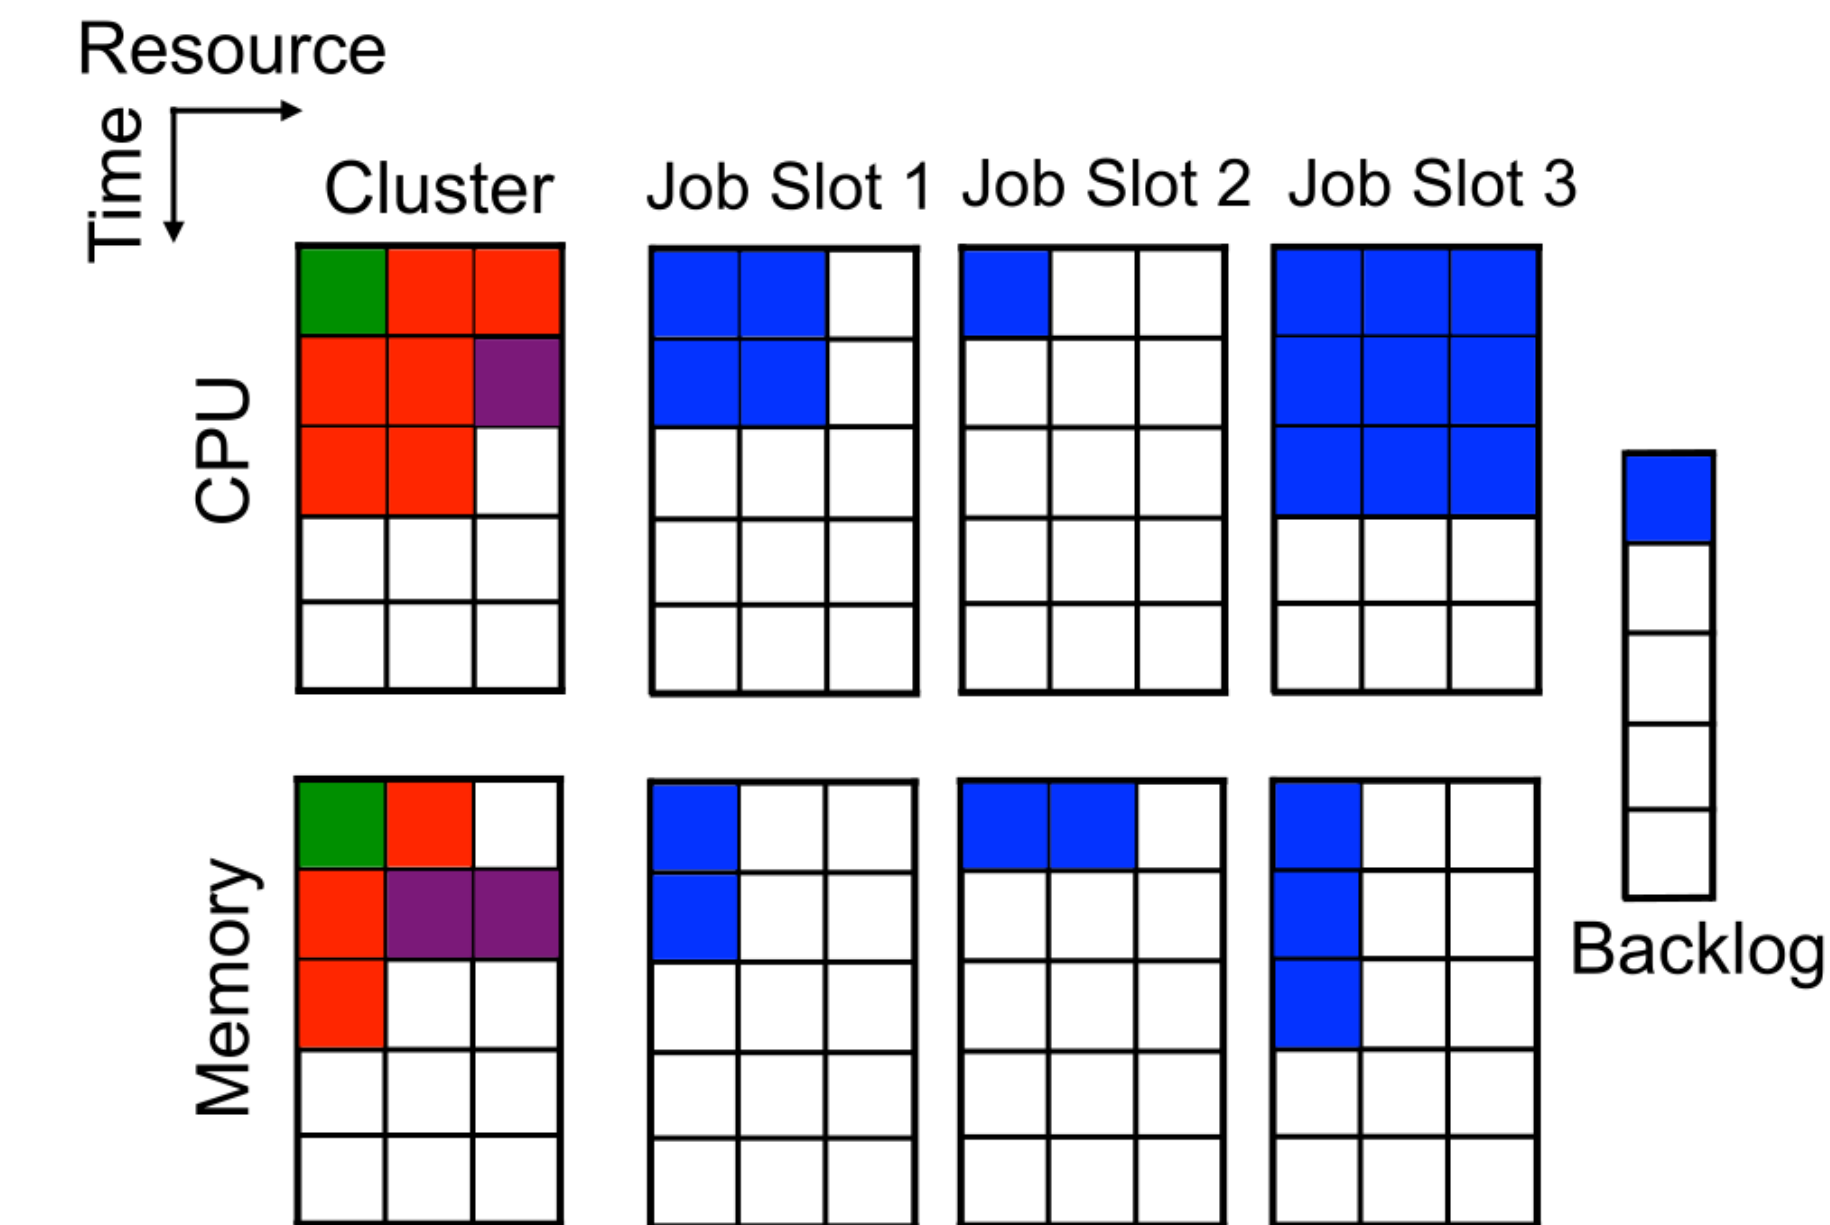 Resource
Time
Cluster
Job Slot 1
Job Slot 2
Job Slot 3
CPU
Memory
Backlog